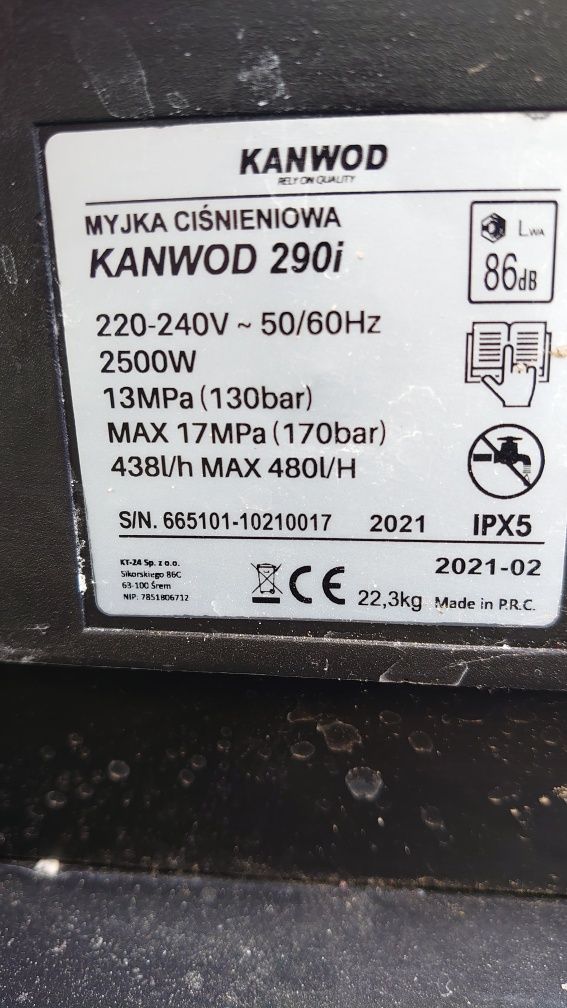 KANWOD
RELY ON QUALITY
MYJKA CIŚNIENIOWA
KANWOD 290i
LWA
86dB
220-240V ~ 50/60Hz
2500W
13MPa (130bar)
MAX 17MPa (170bar)
438l/h MAX 480l/H
S/N. 665101-10210017 2021 IPX5
KT-24 Sp. z o.o.
Sikorskiego 86C
63-100 Śrem
NIP: 7851806712
CE
22,3kg
2021-02
Made in P.R.C.